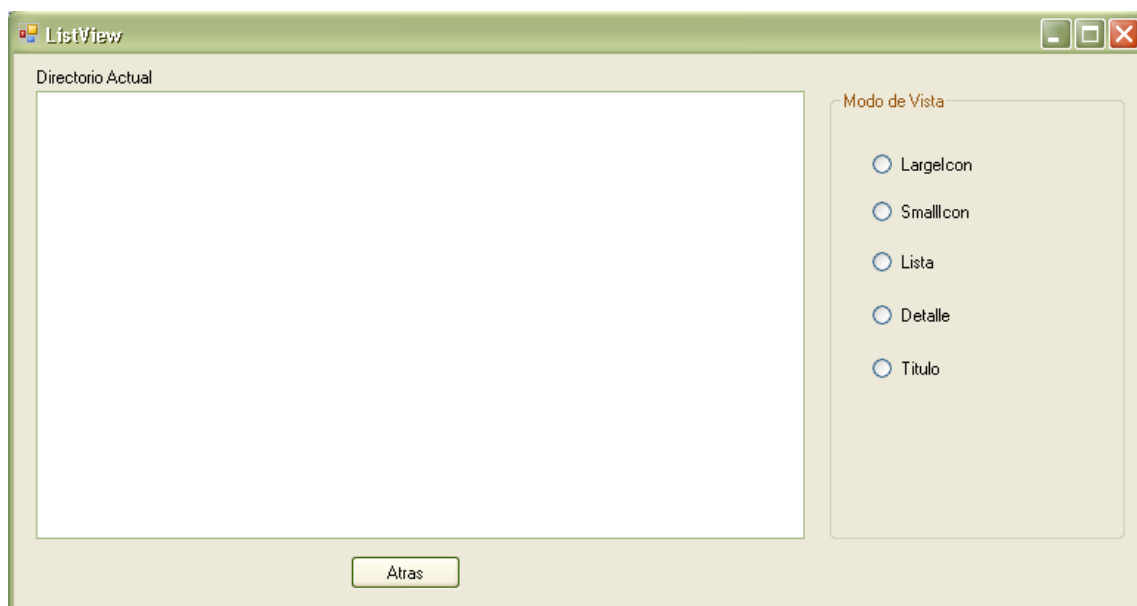 ListView
Directorio Actual
Modo de Vista
LargeIcon
SmallIcon
Lista
Detalle
Titulo
Atras